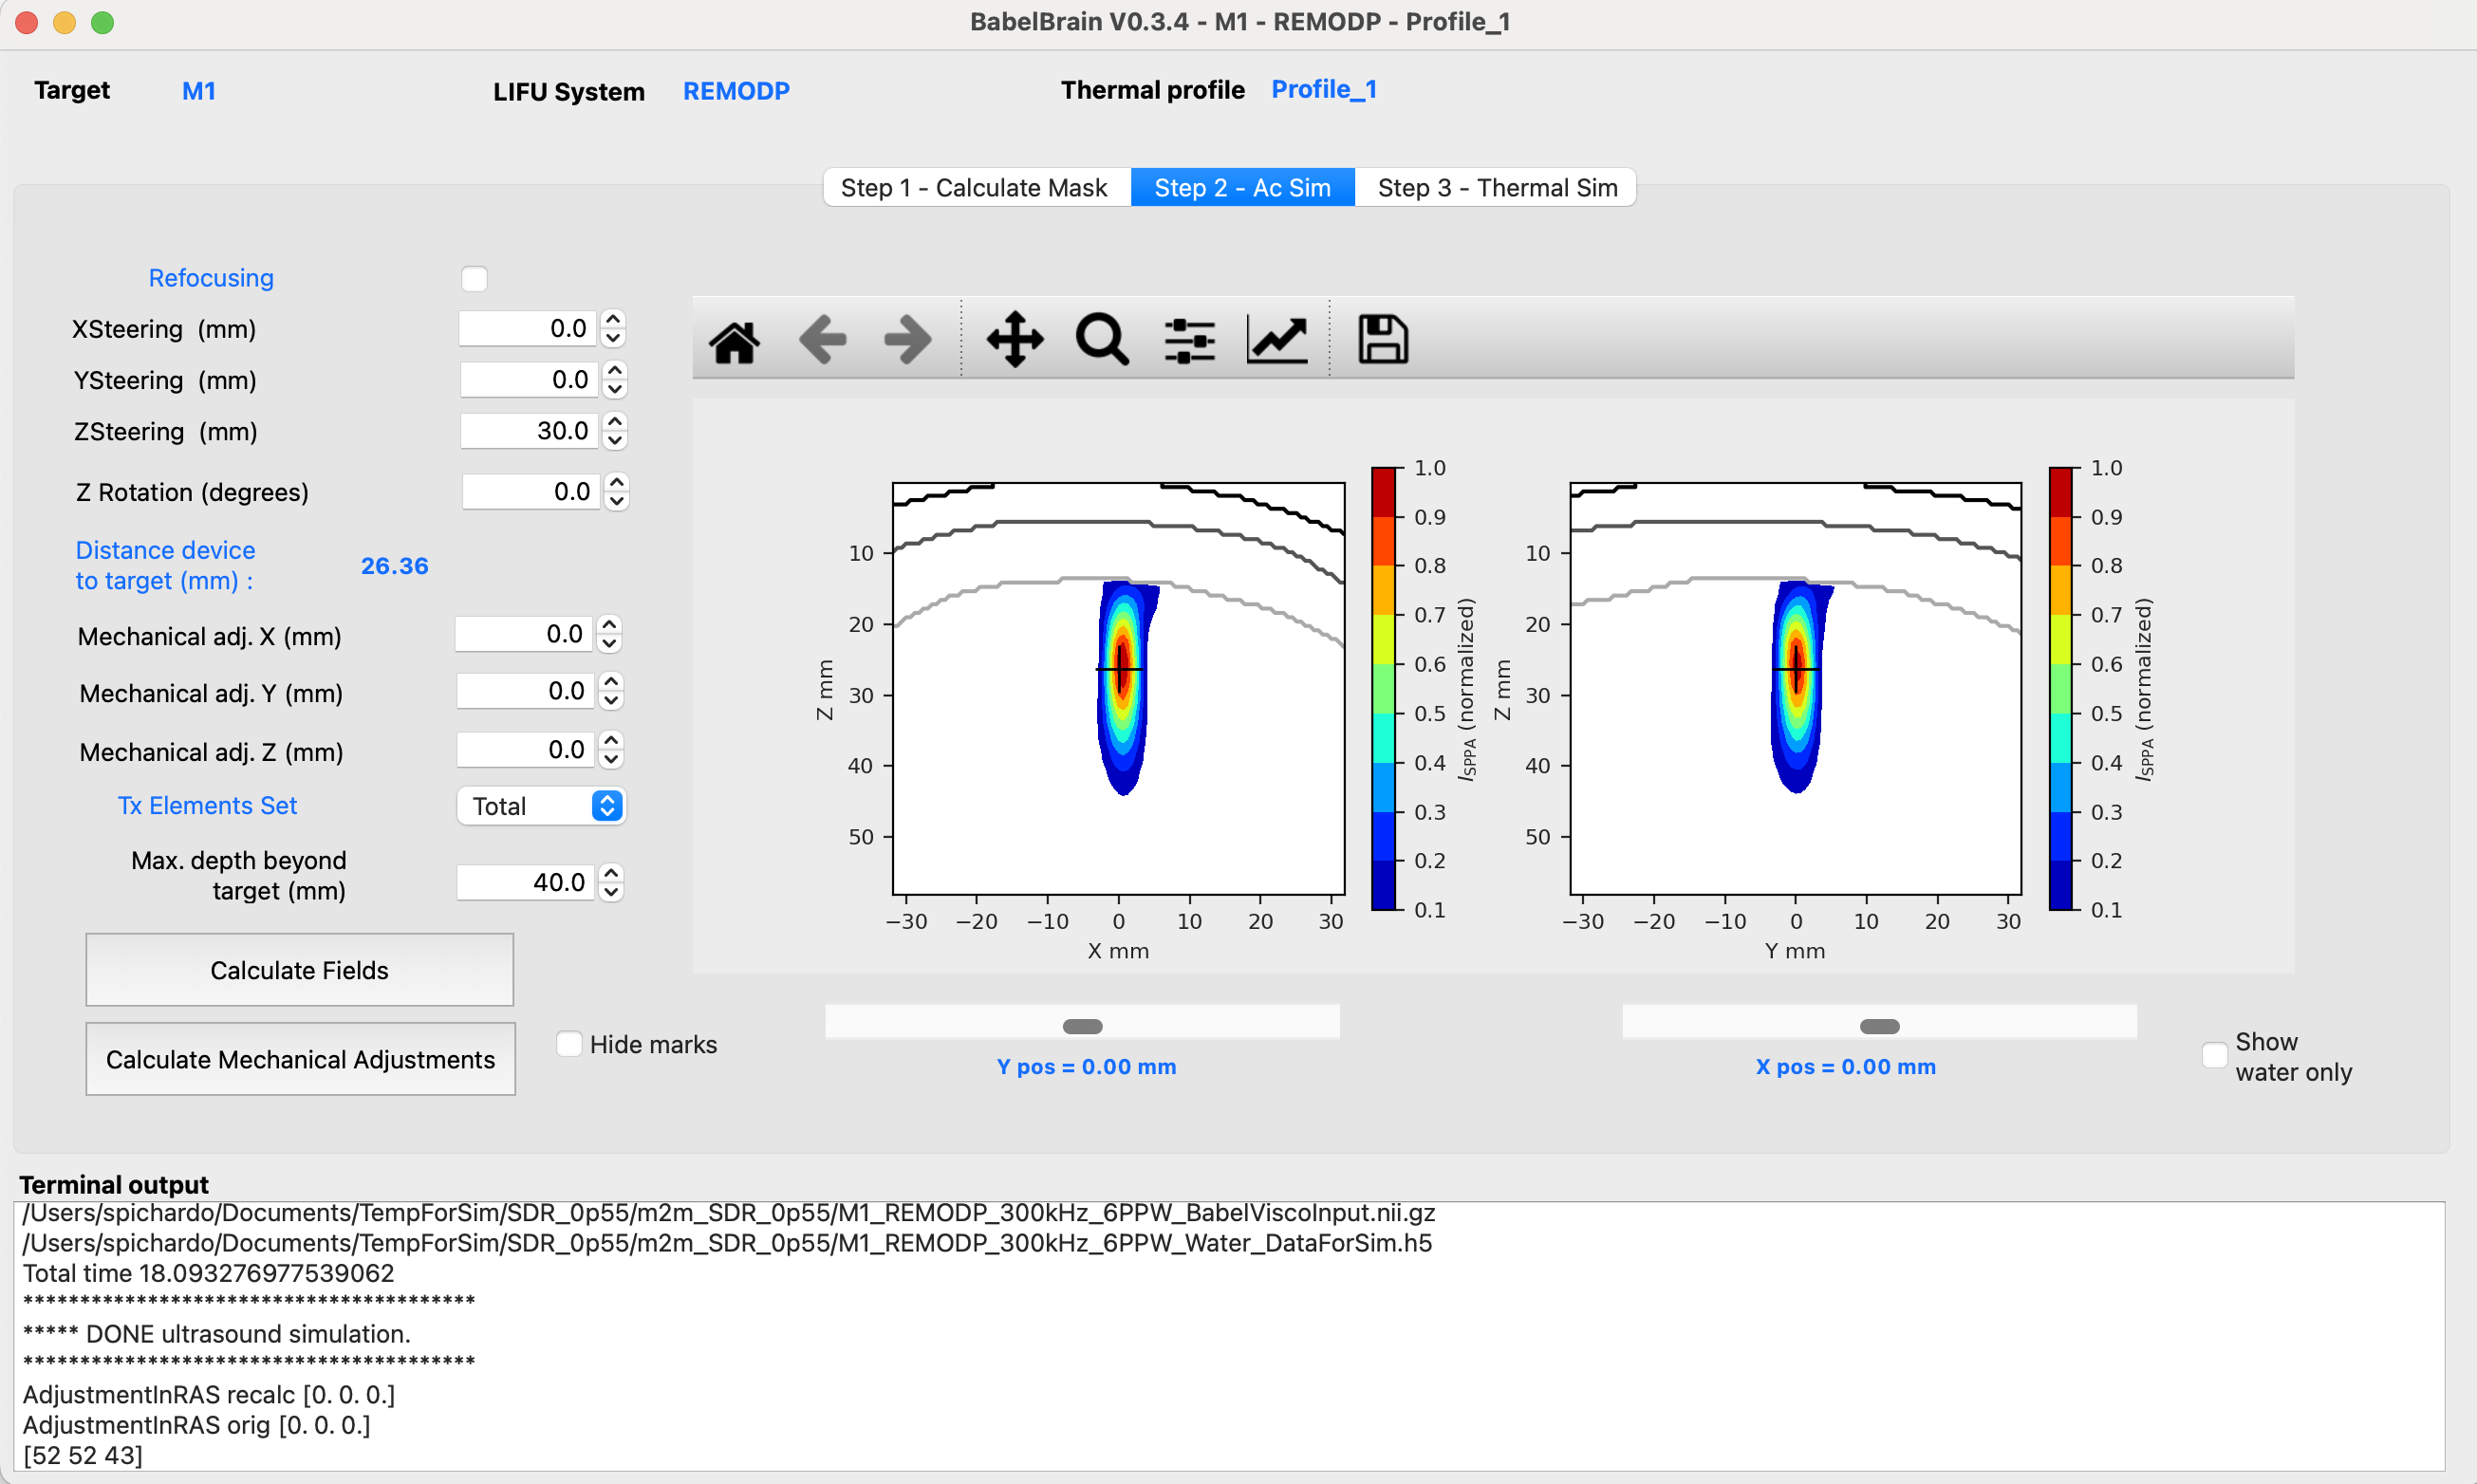 BabelBrain V0.3.4 - M1 - REMODP - Profile_1
Target M1 LIFU System REMODP Thermal profile Profile_1
Step 1 - Calculate Mask Step 2 - Ac Sim Step 3 - Thermal Sim
Refocusing
XSteering (mm) 0.0
YSteering (mm) 0.0
ZSteering (mm) 30.0
Z Rotation (degrees) 0.0
Distance device
to target (mm) : 26.36
Mechanical adj. X (mm) 0.0
Mechanical adj. Y (mm) 0.0
Mechanical adj. Z (mm) 0.0
Tx Elements Set Total
Max. depth beyond
target (mm) 40.0
Calculate Fields
Calculate Mechanical Adjustments
Hide marks
Z mm
10
20
30
40
50
−30 −20 −10 0 10 20 30
X mm
1.0
0.9
0.8
0.7
0.6
0.5
0.4
0.3
0.2
0.1
ISPPA (normalized)
Z mm
10
20
30
40
50
−30 −20 −10 0 10 20 30
Y mm
1.0
0.9
0.8
0.7
0.6
0.5
0.4
0.3
0.2
0.1
ISPPA (normalized)
Y pos = 0.00 mm
X pos = 0.00 mm
Show
water only
Terminal output
/Users/spichardo/Documents/TempForSim/SDR_0p55/m2m_SDR_0p55/M1_REMODP_300kHz_6PPW_BabelViscoInput.nii.gz
/Users/spichardo/Documents/TempForSim/SDR_0p55/m2m_SDR_0p55/M1_REMODP_300kHz_6PPW_Water_DataForSim.h5
Total time 18.093276977539062
****************************************
***** DONE ultrasound simulation.
****************************************
AdjustmentInRAS recalc [0. 0. 0.]
AdjustmentInRAS orig [0. 0. 0.]
[52 52 43]